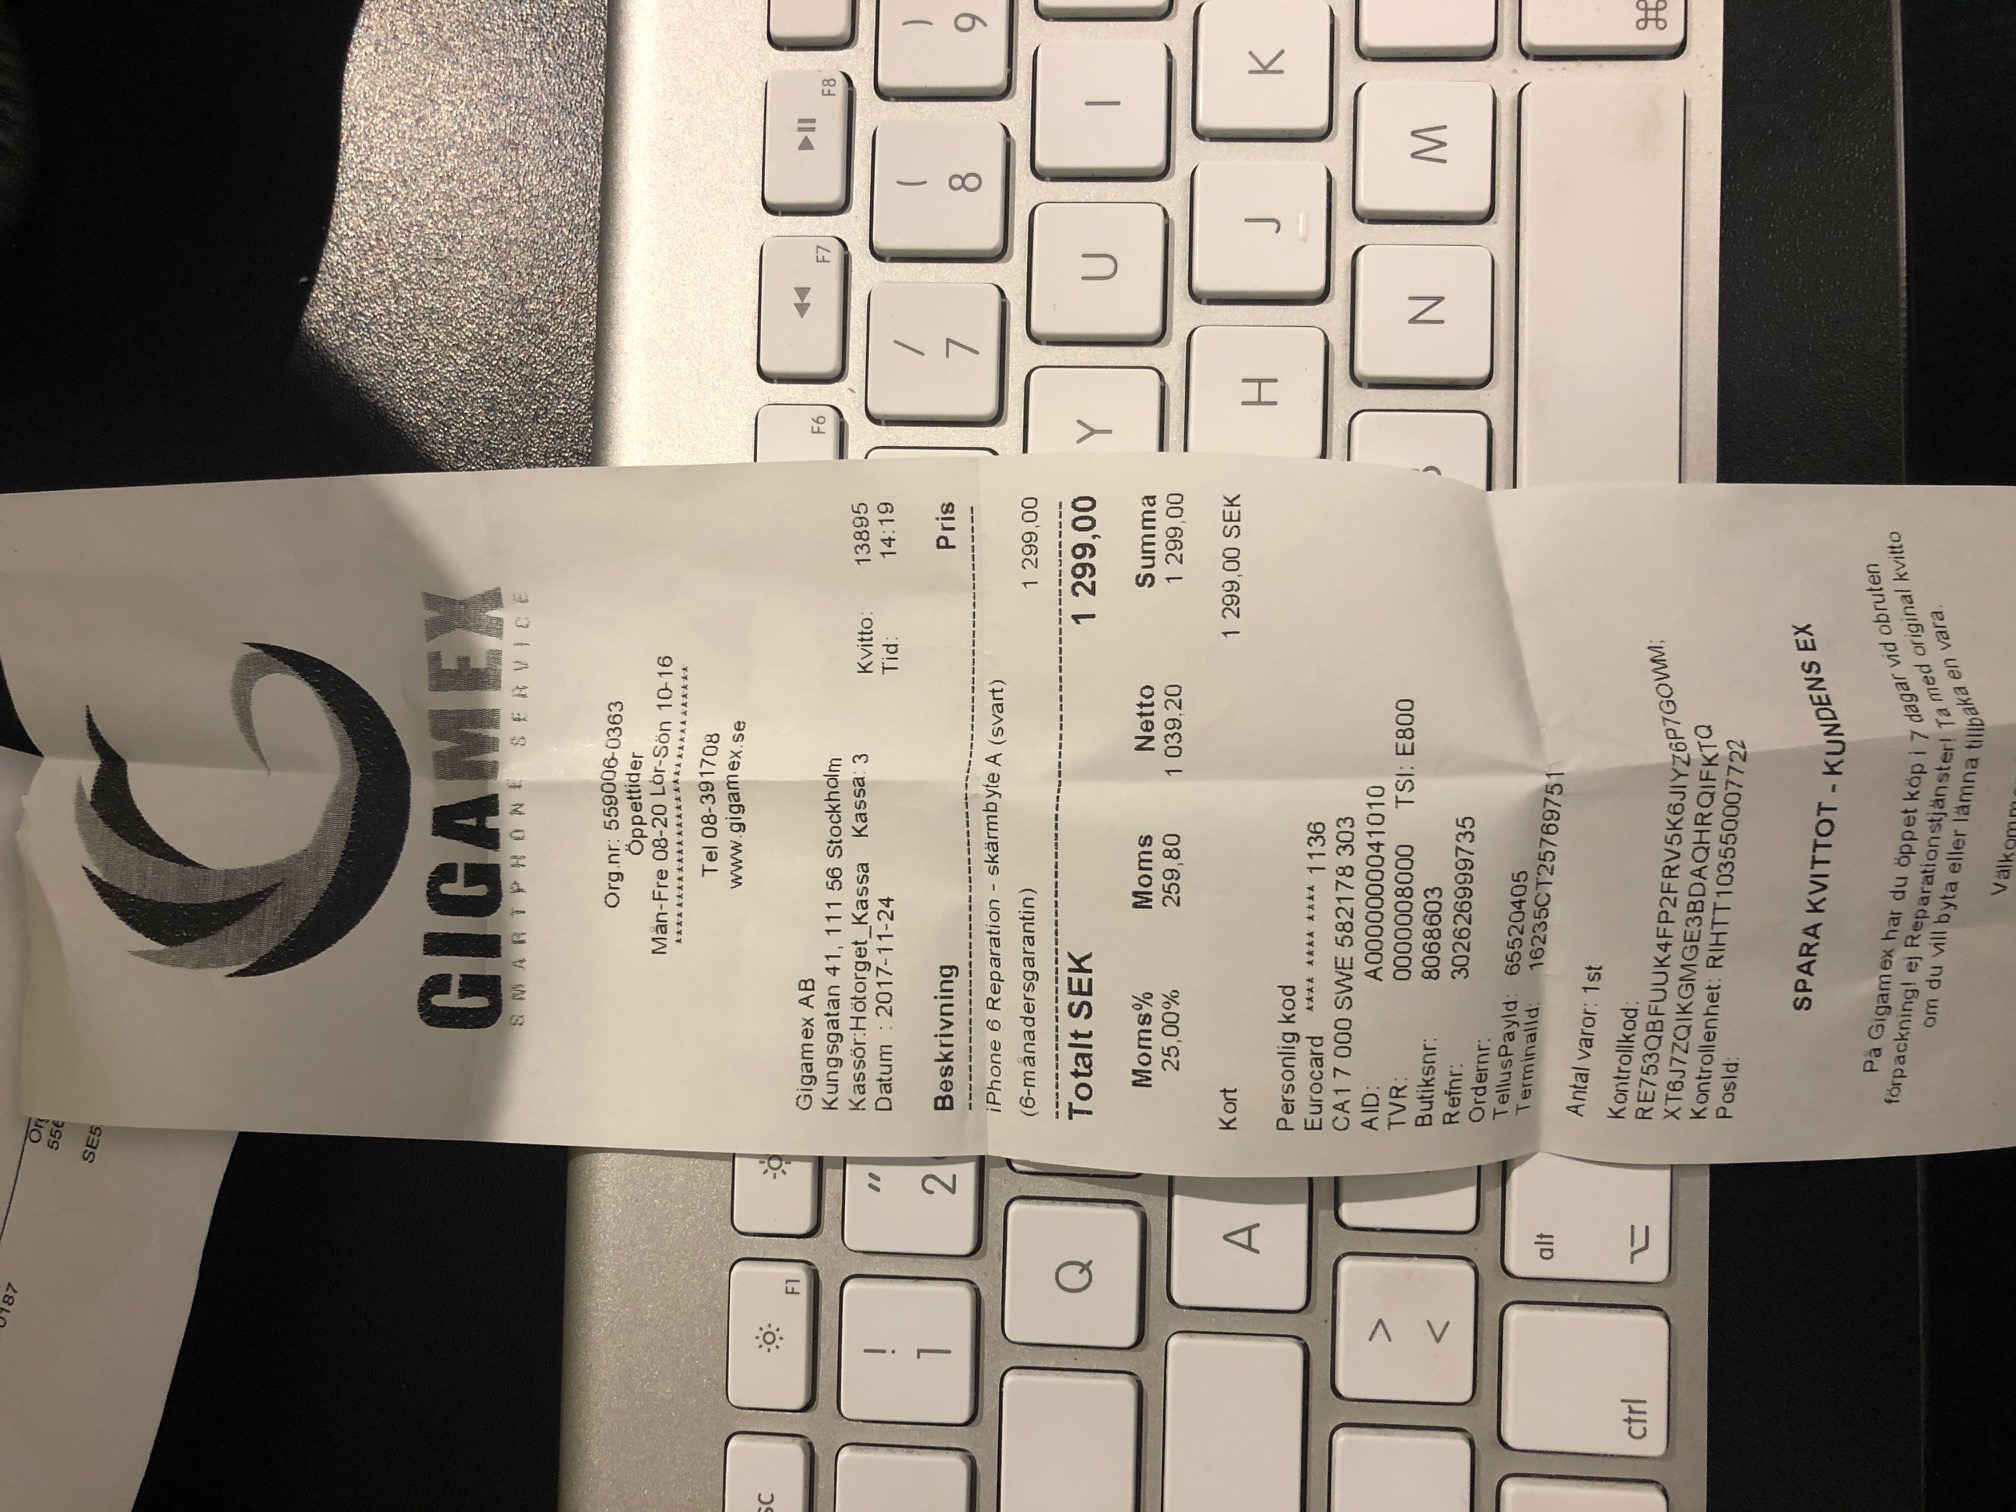 0187
Org
556
SE5
GIGAMEX
SMARTPHONE SERVICE
Org.nr: 559006-0363
Öppettider
Mån-Fre 08-20 Lör-Sön 10-16
*******************************
Tel 08-391708
www.gigamex.se
Gigamex AB
Kungsgatan 41, 111 56 Stockholm
Kassör:Hötorget_Kassa Kassa: 3 Kvitto: 13895
Datum : 2017-11-24 Tid: 14:19
Beskrivning Pris
iPhone 6 Reparation - skärmbyte A (svart)
(6-månadersgarantin) 1 299,00
Totalt SEK 1 299,00
Moms% Moms Netto Summa
25,00% 259,80 1 039,20 1 299,00
Kort 1 299,00 SEK
Personlig kod
Eurocard **** **** **** 1136
CA1 7 000 SWE 582178 303
AID: A0000000041010
TVR: 0000008000 TSI: E800
Butiksnr: 8068603
Refnr: 302626999735
Ordernr:
TellusPayId: 65520405
TerminalId: 16235CT25769751
Antal varor: 1st
Kontrollkod:
RE753QBFUUK4FP2FRV5K6JIYZ6P7GOWM;
XT6J7ZQIKGMGE3BDAQHRQIFKTQ
Kontrollenhet: RIHTT103550007722
PosId:
SPARA KVITTOT - KUNDENS EX
På Gigamex har du öppet köp i 7 dagar vid obruten
förpackning! ej Reparationstjänster! Ta med original kvitto
om du vill byta eller lämna tillbaka en vara.
sc F1 F6 F7 F8
! 1 " 2 / 7 ( 8 ) 9
Q Y U I
A H J K
> < N M
ctrl alt ⌥ ⌘